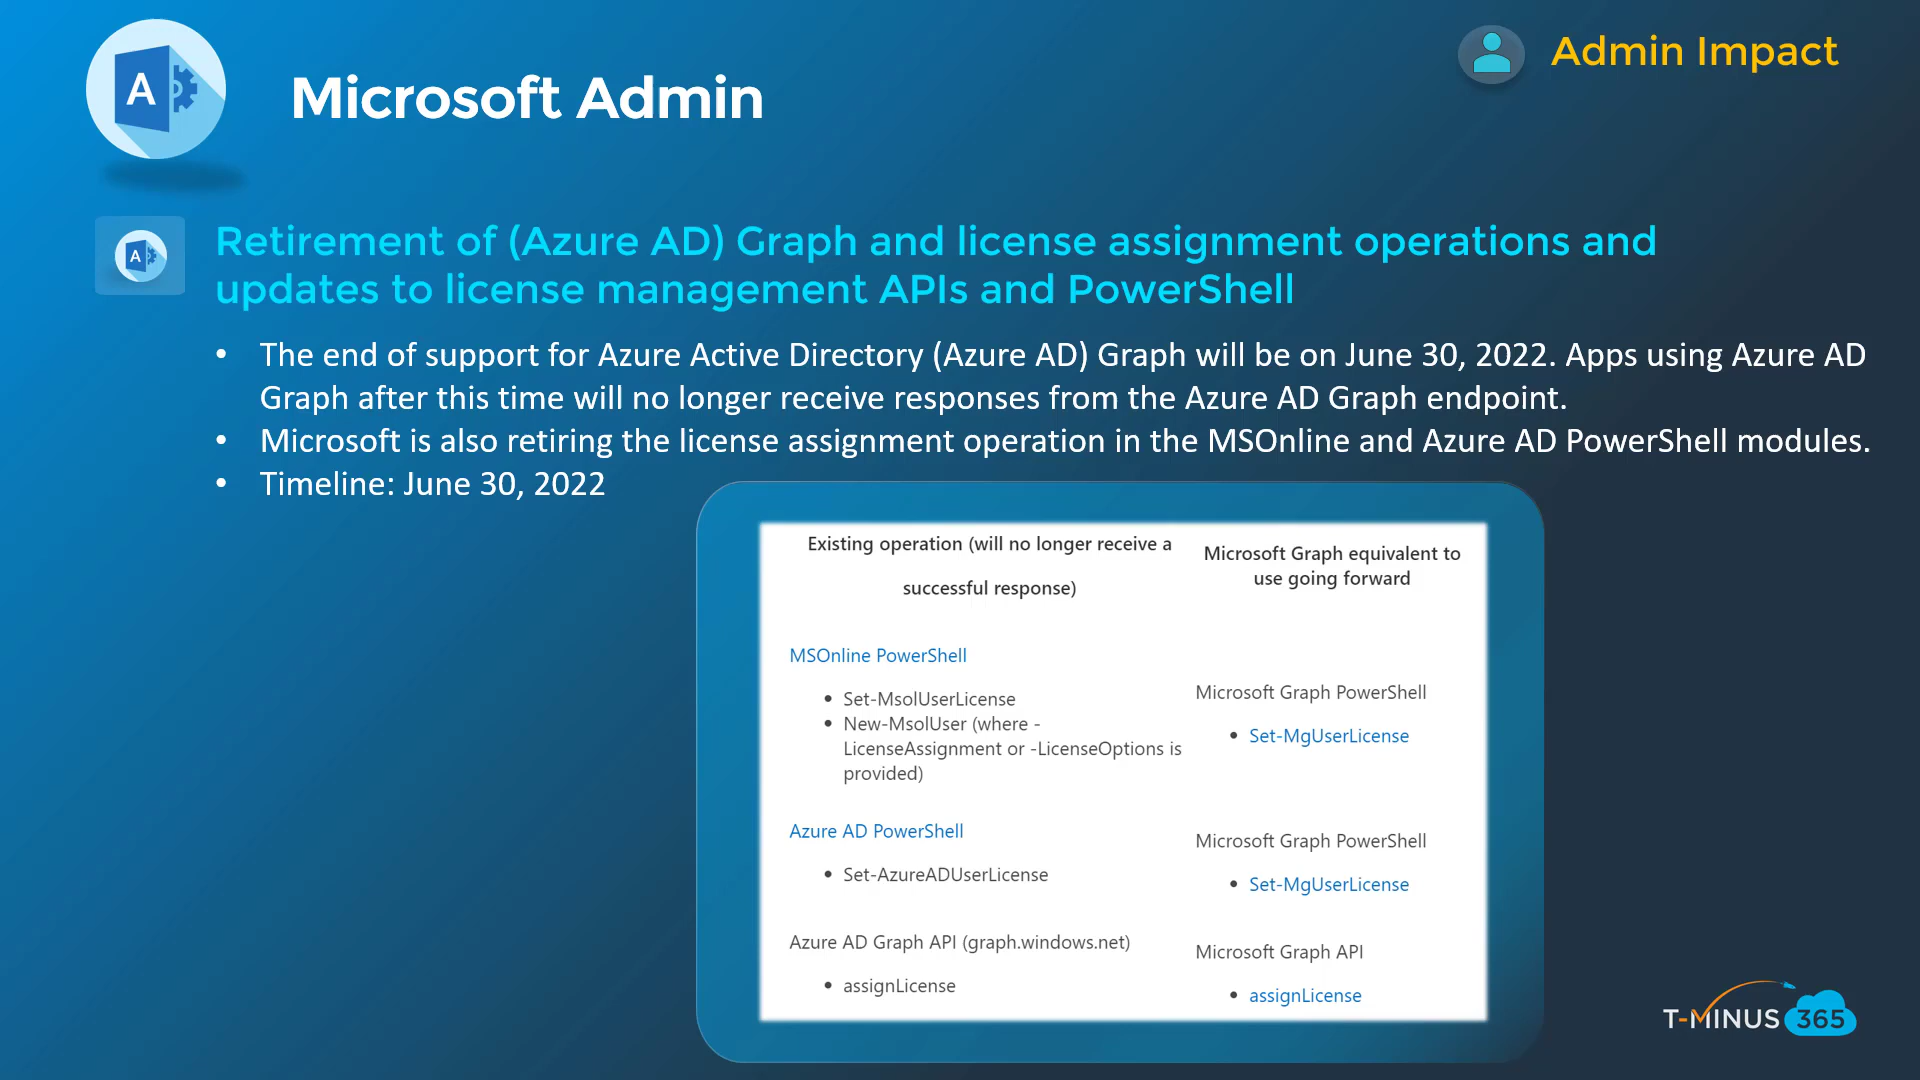 A
Microsoft Admin
Admin Impact
A
Retirement of (Azure AD) Graph and license assignment operations and
updates to license management APIs and PowerShell
• The end of support for Azure Active Directory (Azure AD) Graph will be on June 30, 2022. Apps using Azure AD
Graph after this time will no longer receive responses from the Azure AD Graph endpoint.
• Microsoft is also retiring the license assignment operation in the MSOnline and Azure AD PowerShell modules.
• Timeline: June 30, 2022
Existing operation (will no longer receive a
successful response)
Microsoft Graph equivalent to
use going forward
MSOnline PowerShell
• Set-MsolUserLicense
• New-MsolUser (where -
LicenseAssignment or -LicenseOptions is
provided)
Microsoft Graph PowerShell
• Set-MgUserLicense
Azure AD PowerShell
• Set-AzureADUserLicense
Microsoft Graph PowerShell
• Set-MgUserLicense
Azure AD Graph API (graph.windows.net)
• assignLicense
Microsoft Graph API
• assignLicense
T-MINUS 365